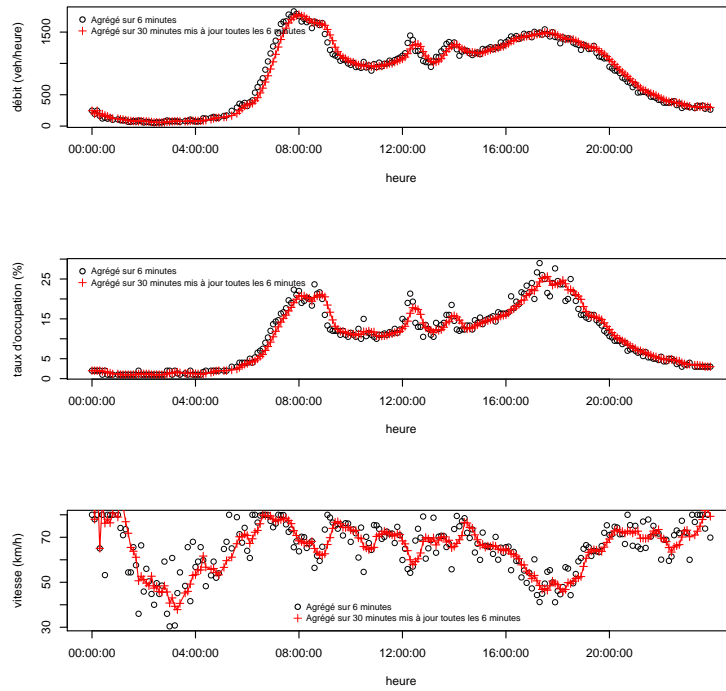 débit (veh/heure)
0
500
1500
Agrégé sur 6 minutes
Agrégé sur 30 minutes mis à jour toutes les 6 minutes
00:00:00 04:00:00 08:00:00 12:00:00 16:00:00 20:00:00
heure
taux d'occupation (%)
0
5
15
25
Agrégé sur 6 minutes
Agrégé sur 30 minutes mis à jour toutes les 6 minutes
00:00:00 04:00:00 08:00:00 12:00:00 16:00:00 20:00:00
heure
vitesse (km/h)
30
50
70
Agrégé sur 6 minutes
Agrégé sur 30 minutes mis à jour toutes les 6 minutes
00:00:00 04:00:00 08:00:00 12:00:00 16:00:00 20:00:00
heure